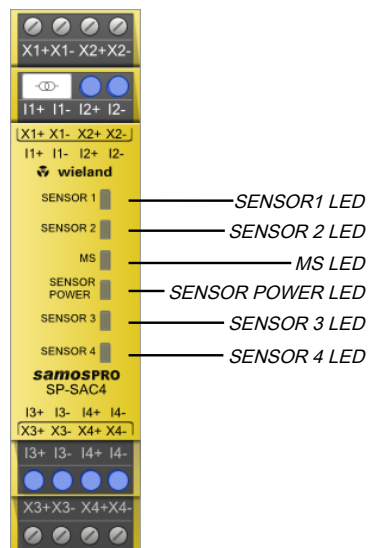 X1+X1- X2+X2-
I1+ I1- I2+ I2-
X1+ X1- X2+ X2-
I1+ I1- I2+ I2-
wieland
SENSOR 1
SENSOR1 LED
SENSOR 2
SENSOR 2 LED
MS
MS LED
SENSOR
POWER
SENSOR POWER LED
SENSOR 3
SENSOR 3 LED
SENSOR 4
SENSOR 4 LED
samosPRO
SP-SAC4
I3+ I3- I4+ I4-
X3+ X3- X4+ X4-
I3+ I3- I4+ I4-
X3+X3- X4+X4-